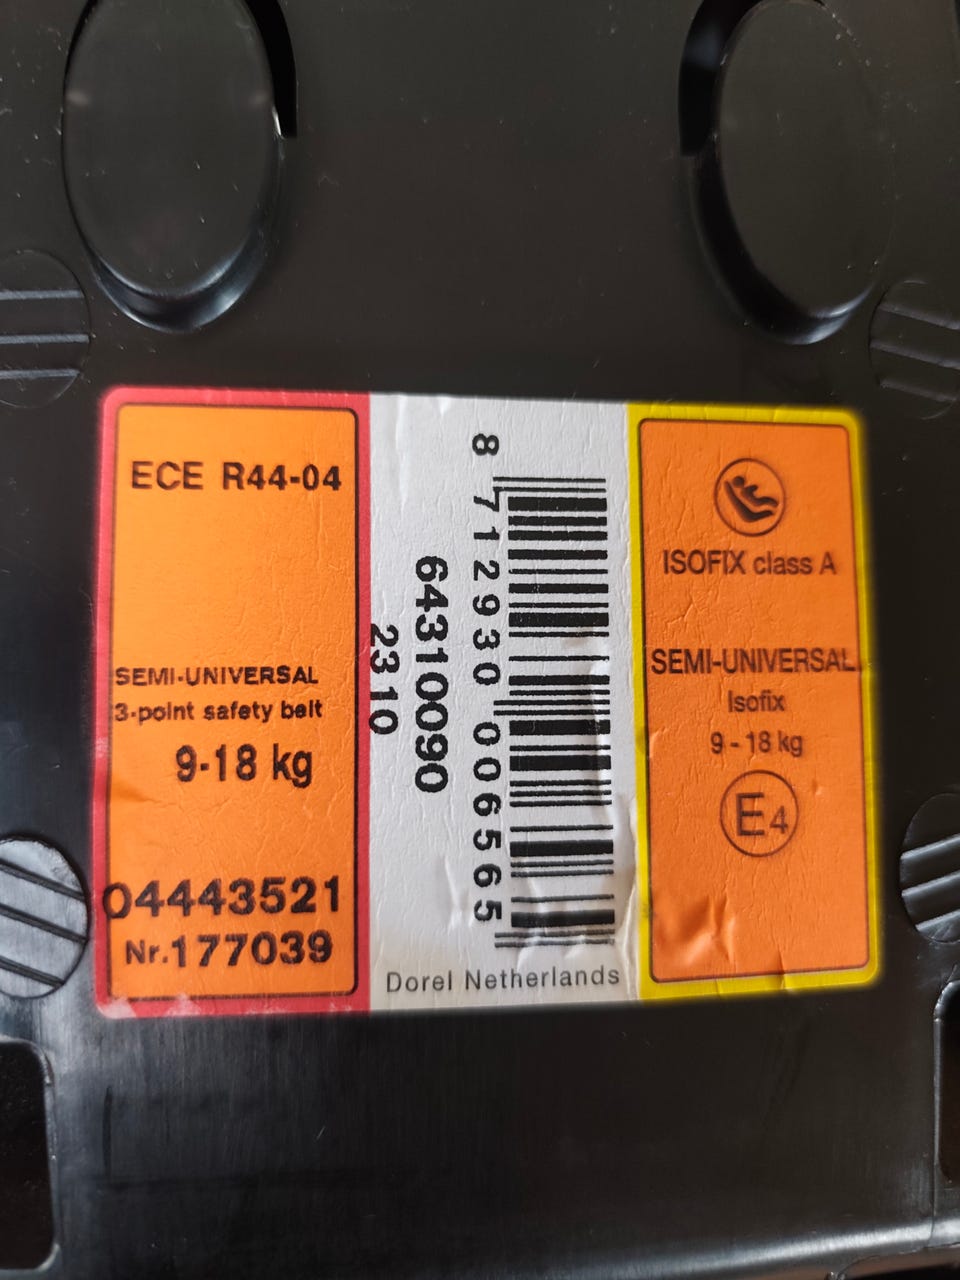 ECE R44-04
SEMI-UNIVERSAL
3-point safety belt
9-18 kg
04443521
Nr.177039
2310
64310090
8 712930 006565
Dorel Netherlands
ISOFIX class A
SEMI-UNIVERSAL
Isofix
9 - 18 kg
E4